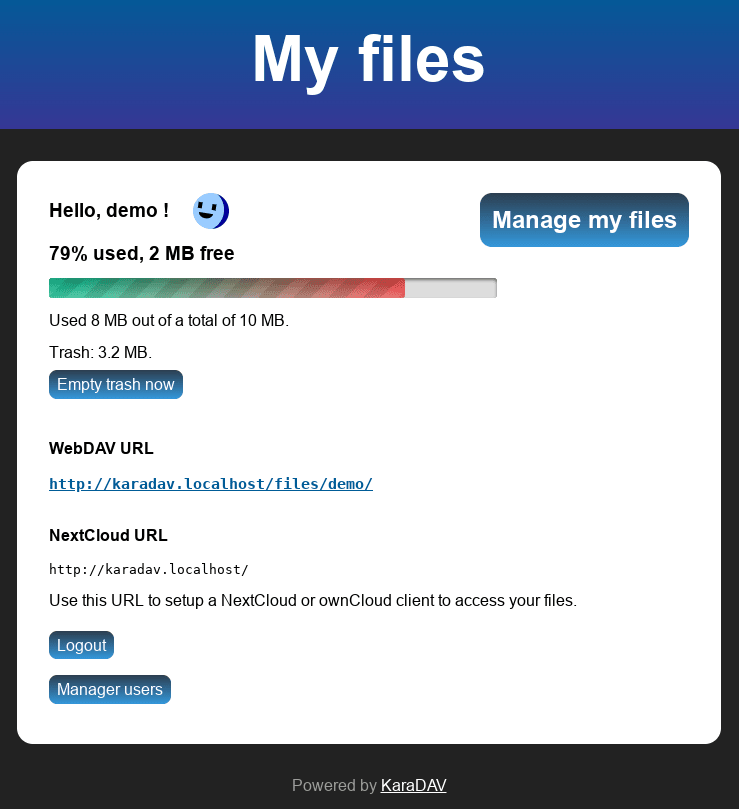 My files
Hello, demo !
Manage my files
79% used, 2 MB free
Used 8 MB out of a total of 10 MB.
Trash: 3.2 MB.
Empty trash now
WebDAV URL
http://karadav.localhost/files/demo/
NextCloud URL
http://karadav.localhost/
Use this URL to setup a NextCloud or ownCloud client to access your files.
Logout
Manager users
Powered by KaraDAV